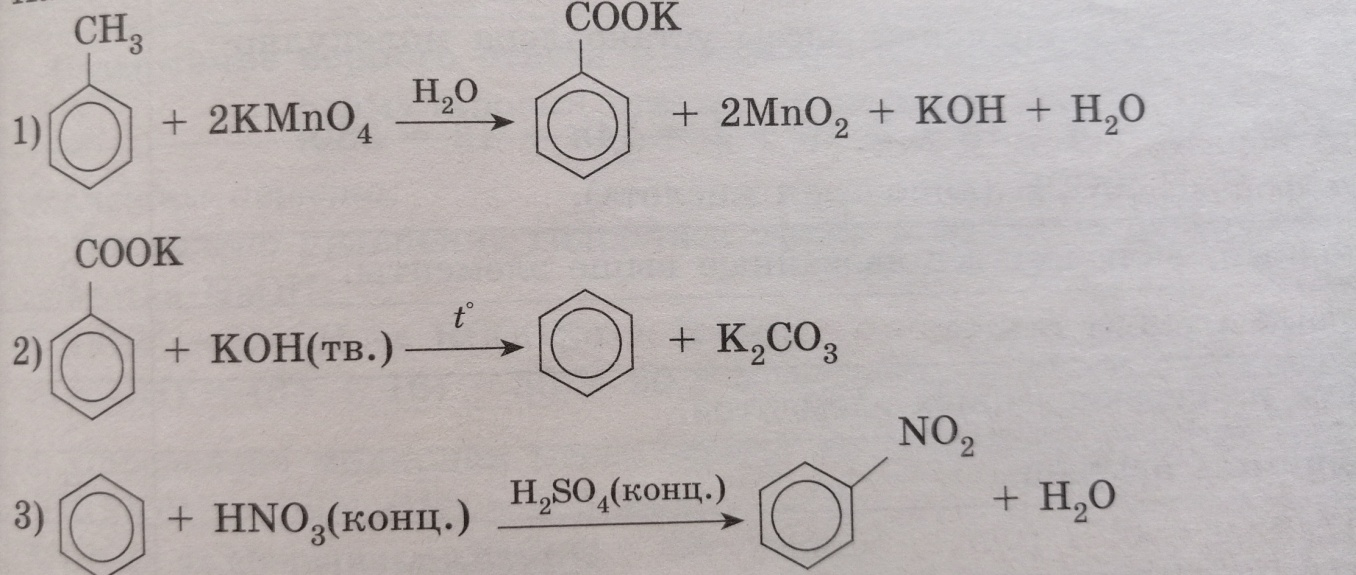 CH₃ COOK
1) + 2KMnO₄ H₂O + 2MnO₂ + KOH + H₂O
COOK
2) + KOH(тв.) t° + K₂CO₃
NO₂
3) + HNO₃(конц.) H₂SO₄(конц.) + H₂O